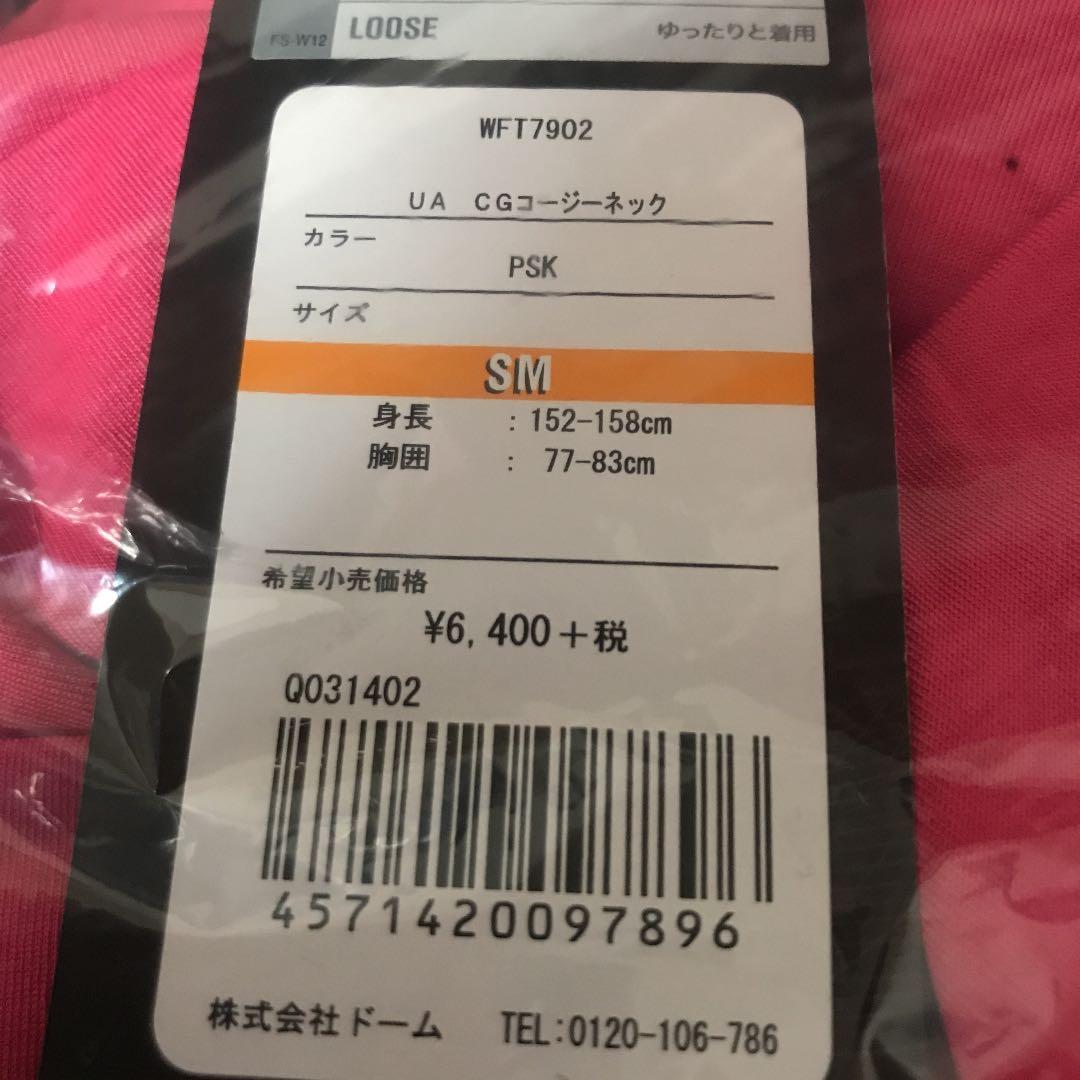 FS-W12 LOOSE ゆったりと着用
WFT7902
UA CGコージーネック
カラー
PSK
サイズ
SM
身長 : 152-158cm
胸囲 : 77-83cm
希望小売価格
¥6,400+税
Q031402
4571420097896
株式会社ドーム TEL:0120-106-786